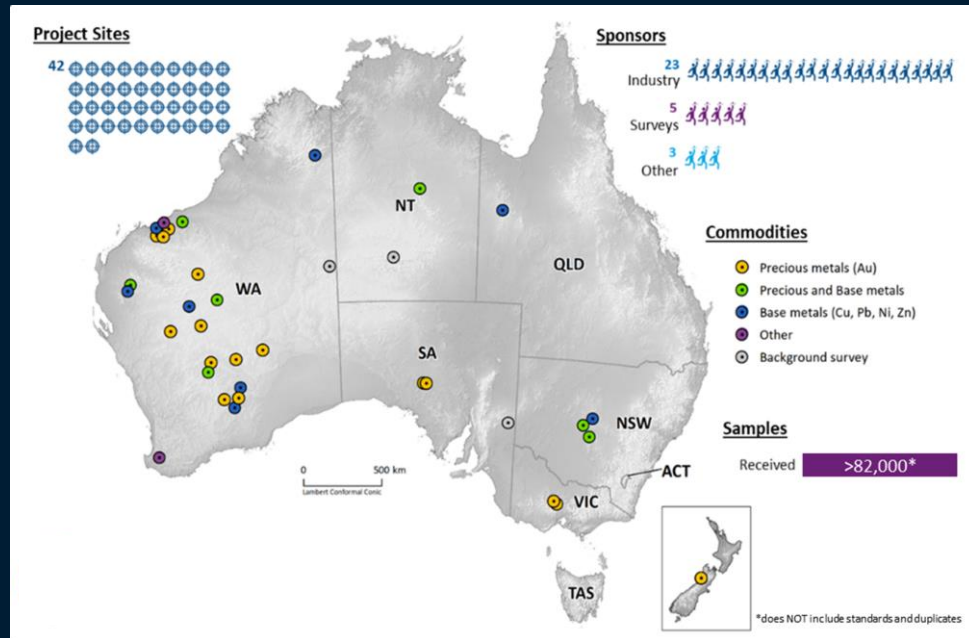 Project Sites
42
Sponsors
23
Industry
5
Surveys
3
Other
NT
WA
QLD
SA
NSW
ACT
VIC
TAS
Commodities
Precious metals (Au)
Precious and Base metals
Base metals (Cu, Pb, Ni, Zn)
Other
Background survey
Samples
Received >82,000*
0 500 km
Lambert Conformal Conic
*does NOT include standards and duplicates